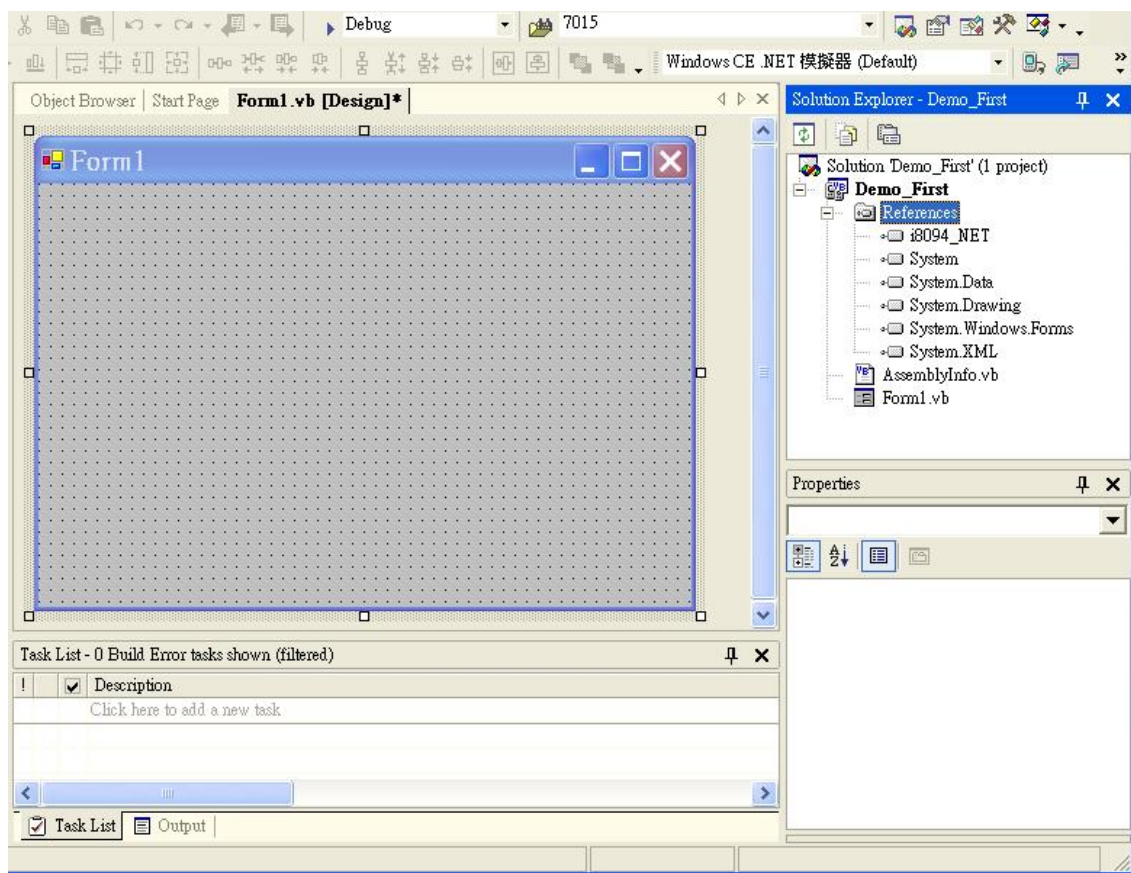 Debug 7015
Windows CE .NET 模擬器 (Default)
Object Browser Start Page Form1.vb [Design]*
Form1
Solution Explorer - Demo_First
Solution 'Demo_First' (1 project)
Demo_First
References
i8094_NET
System
System.Data
System.Drawing
System.Windows.Forms
System.XML
AssemblyInfo.vb
Form1.vb
Properties
Task List - 0 Build Error tasks shown (filtered)
! Description
Click here to add a new task
Task List Output